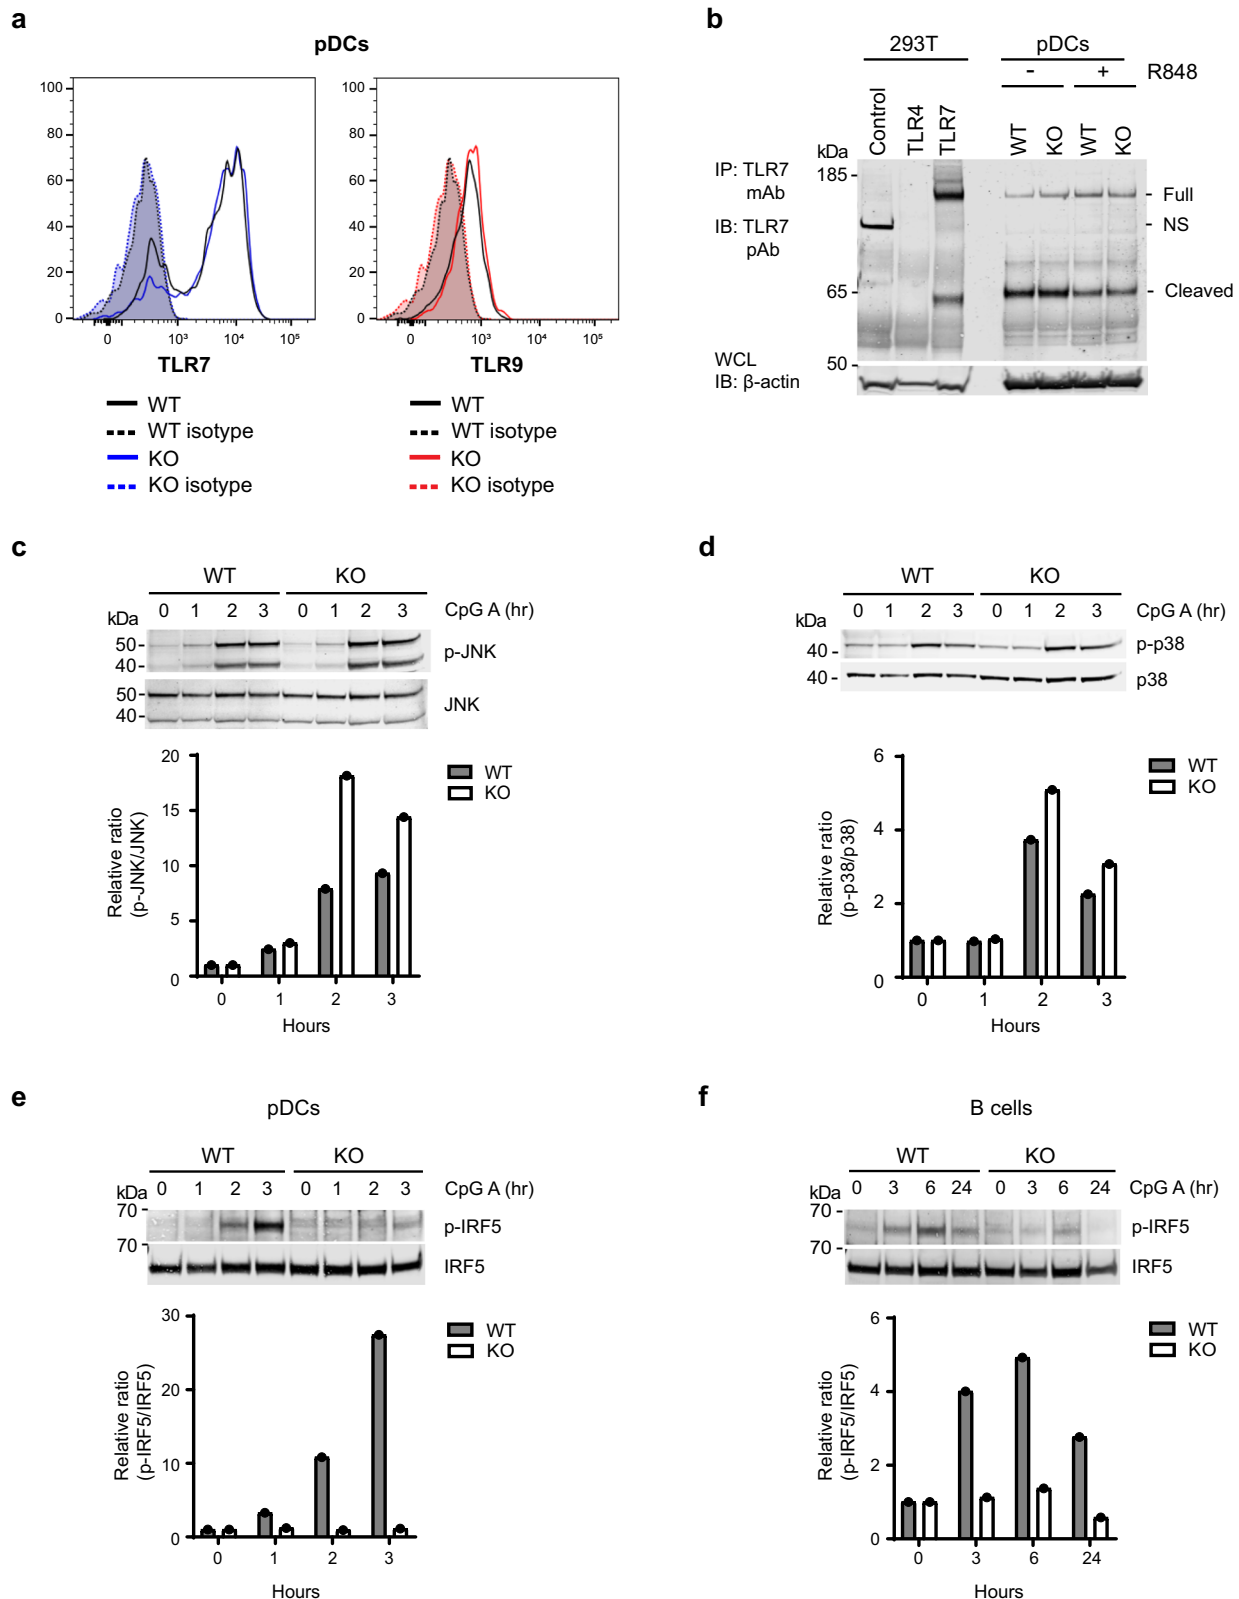 a
pDCs
100
80
60
40
20
0
0 10³ 10⁴ 10⁵
TLR7
WT
WT isotype
KO
KO isotype
100
80
60
40
20
0
0 10³ 10⁴ 10⁵
TLR9
WT
WT isotype
KO
KO isotype
b
293T pDCs
- + R848
Control TLR4 TLR7 WT KO WT KO
kDa
185
IP: TLR7
mAb
IB: TLR7
pAb
65
50
WCL
IB: β-actin
Full
NS
Cleaved
c
WT KO
kDa 0 1 2 3 0 1 2 3 CpG A (hr)
50
40
p-JNK
50
40
JNK
20
15
10
5
0
Relative ratio
(p-JNK/JNK)
0 1 2 3
Hours
WT
KO
d
WT KO
kDa 0 1 2 3 0 1 2 3 CpG A (hr)
40 p-p38
40 p38
6
4
2
0
Relative ratio
(p-p38/p38)
0 1 2 3
Hours
WT
KO
e
pDCs
WT KO
kDa 0 1 2 3 0 1 2 3 CpG A (hr)
70
p-IRF5
70
IRF5
30
20
10
0
Relative ratio
(p-IRF5/IRF5)
0 1 2 3
Hours
WT
KO
f
B cells
WT KO
kDa 0 3 6 24 0 3 6 24 CpG A (hr)
70
p-IRF5
70
IRF5
6
4
2
0
Relative ratio
(p-IRF5/IRF5)
0 3 6 24
Hours
WT
KO